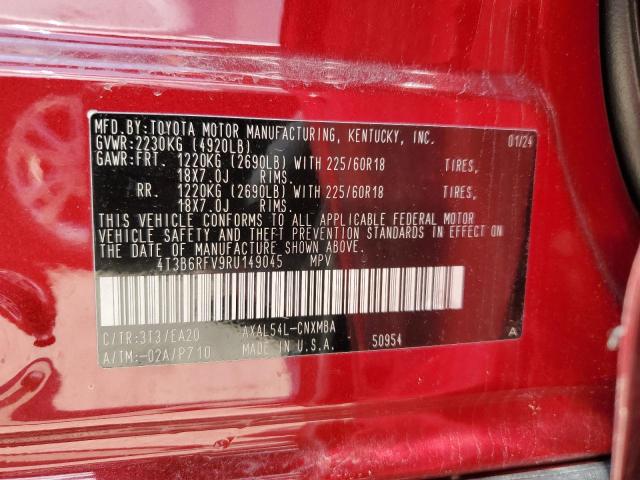 MFD.BY:TOYOTA MOTOR MANUFACTURING, KENTUCKY, INC. 01/24
GVWR:2230KG (4920LB)
GAWR:FRT. 1220KG (2690LB) WITH 225/60R18 TIRES,
18X7.0J RIMS.
RR. 1220KG (2690LB) WITH 225/60R18 TIRES,
18X7.0J RIMS.
THIS VEHICLE CONFORMS TO ALL APPLICABLE FEDERAL MOTOR
VEHICLE SAFETY AND THEFT PREVENTION STANDARDS IN EFFECT ON
THE DATE OF MANUFACTURE SHOWN ABOVE.
4T3B6RFV9RU149045 MPV
C/TR:3T3/EA20 AXAL54L-CNXMBA
A/TM:-02A/P710 MADE IN U.S.A. 50954 A